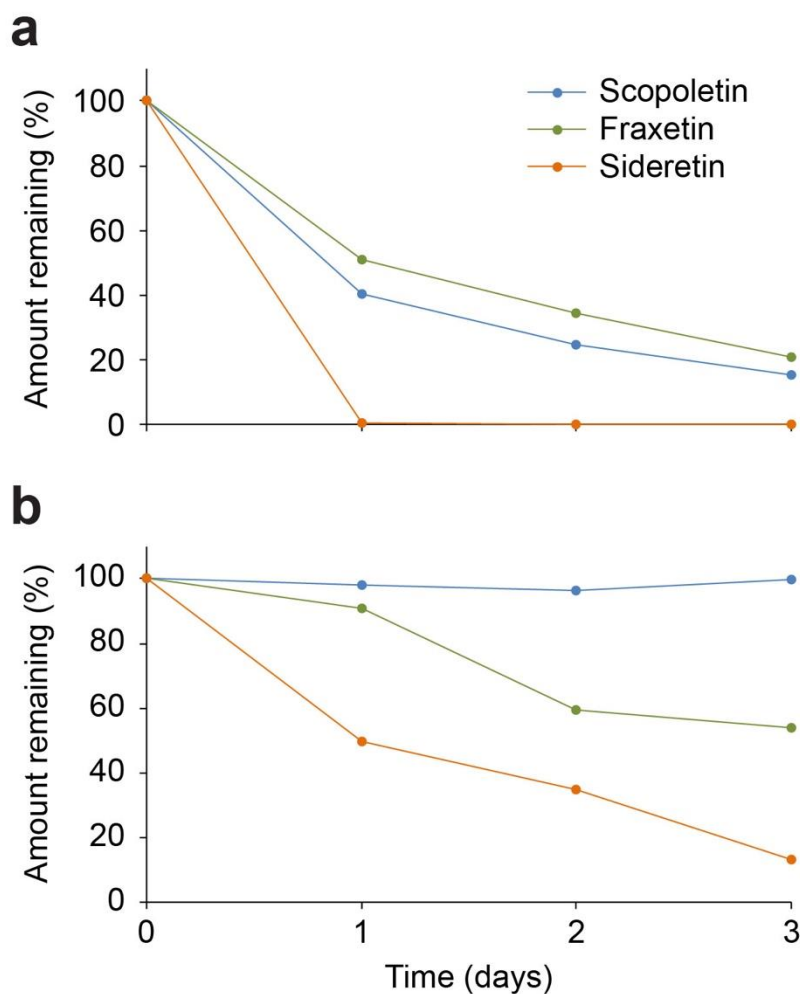 a
Amount remaining (%)
100
80
60
40
20
0
Scopoletin
Fraxetin
Sideretin
b
Amount remaining (%)
100
80
60
40
20
0
0 1 2 3
Time (days)